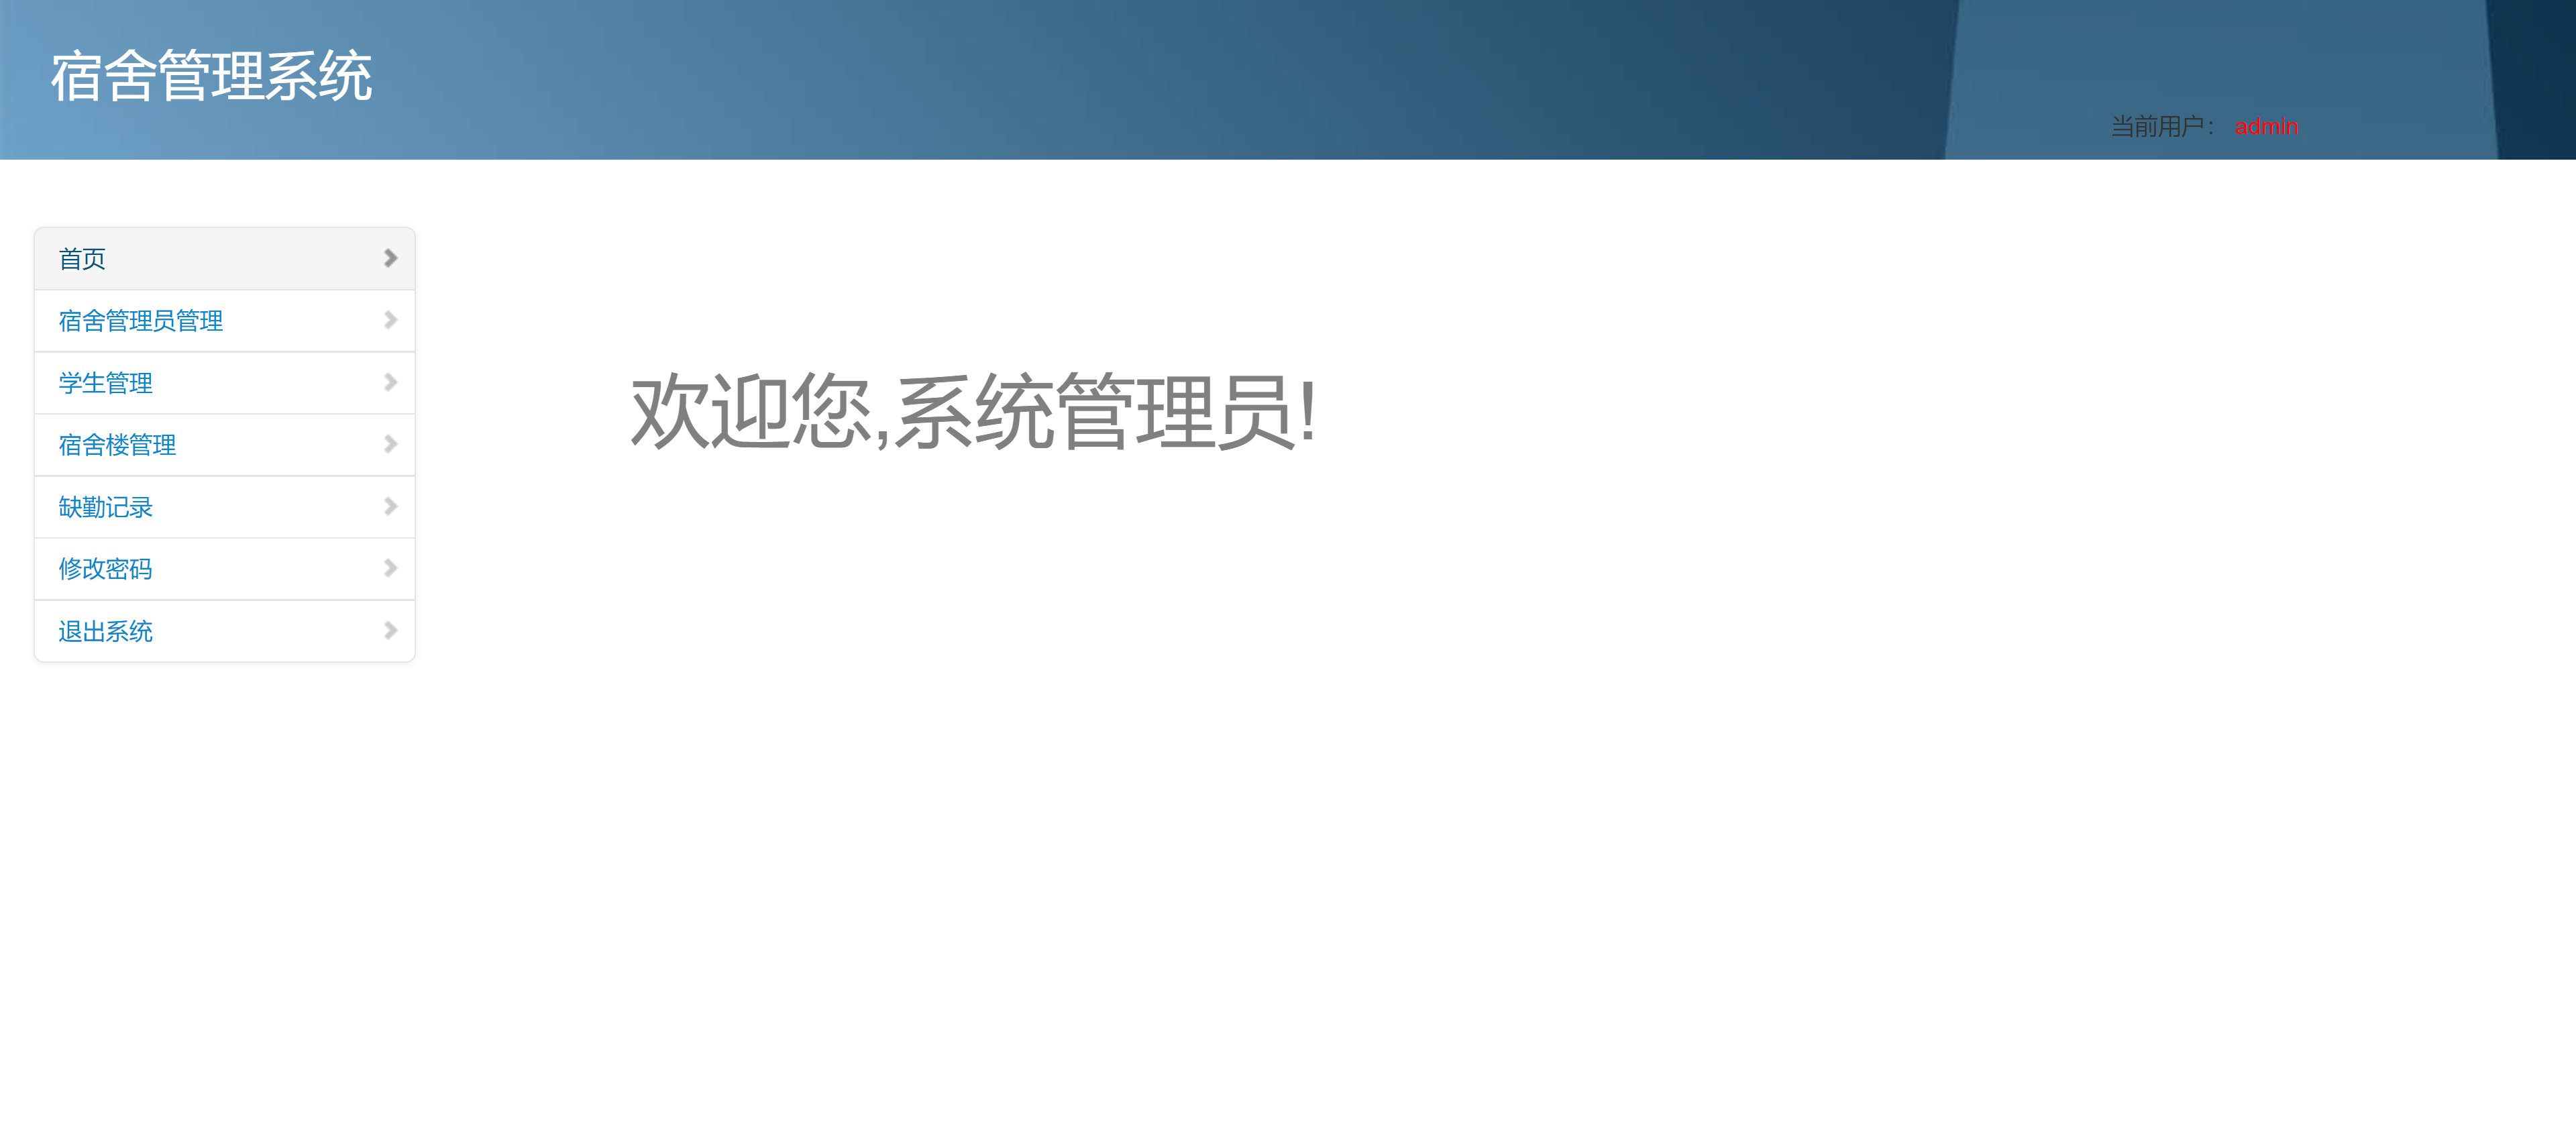 宿舍管理系统
当前用户： admin
首页
宿舍管理员管理
学生管理
宿舍楼管理
缺勤记录
修改密码
退出系统
欢迎您,系统管理员!